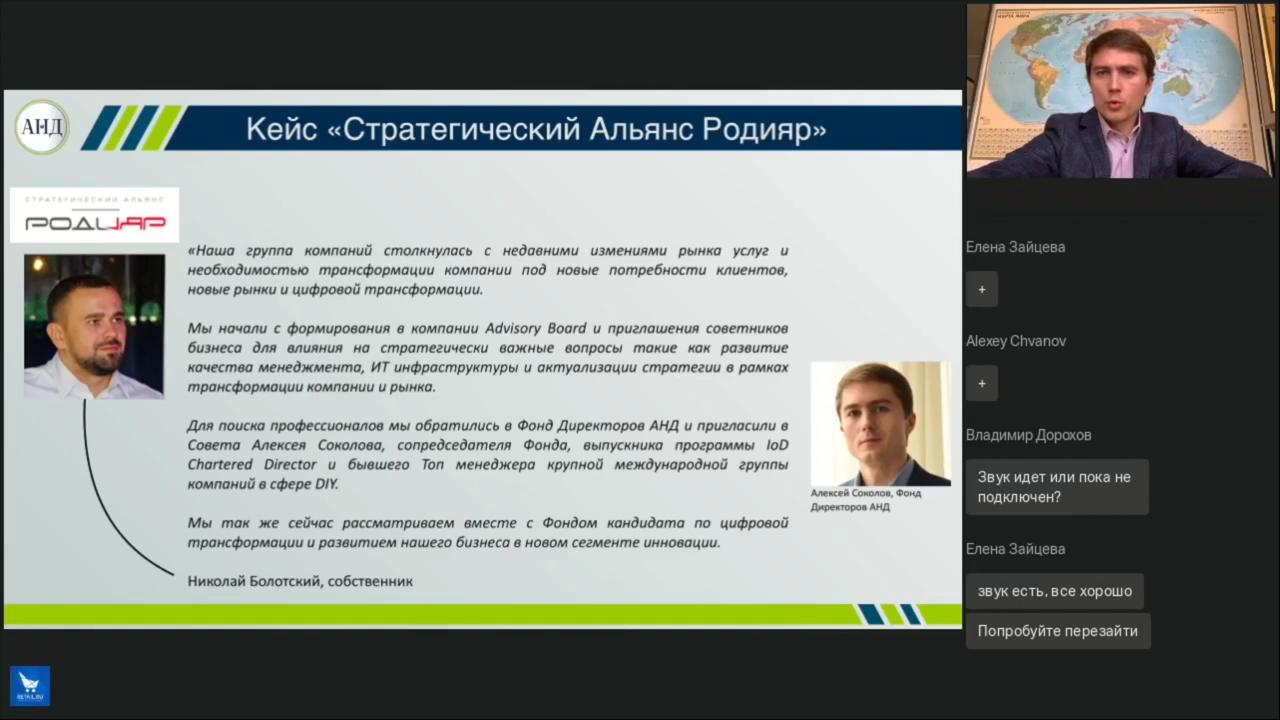 АНД
Кейс «Стратегический Альянс Родияр»
СТРАТЕГИЧЕСКИЙ АЛЬЯНС
РОДИЯР
«Наша группа компаний столкнулась с недавними измерениями рынка услуг и
необходимостью трансформации компании под новые потребности клиентов,
новые рынки и цифровой трансформации.
Мы начали с формирования в компании Advisory Board и приглашения советников
бизнеса для влияния на стратегически важные вопросы такие как развитие
качества менеджмента, ИТ инфраструктуры и актуализации стратегии в рамках
трансформации компании и рынка.
Для поиска профессионалов мы обратились в Фонд Директоров АНД и пригласили в
Совета Алексея Соколова, сопредседателя Фонда, выпускника программы IoD
Chartered Director и бывшего Топ менеджера крупной международной группы
компаний в сфере DIY.
Мы так же сейчас рассматриваем вместе с Фондом кандидата по цифровой
трансформации и развитием нашего бизнеса в новом сегменте инновации.
Николай Болотский, собственник
Алексей Соколов, Фонд
Директоров АНД
RETAIL.RU
Елена Зайцева
+
Alexey Chvanov
+
Владимир Дорохов
Звук идет или пока не
подключен?
Елена Зайцева
звук есть, все хорошо
Попробуйте перезайти